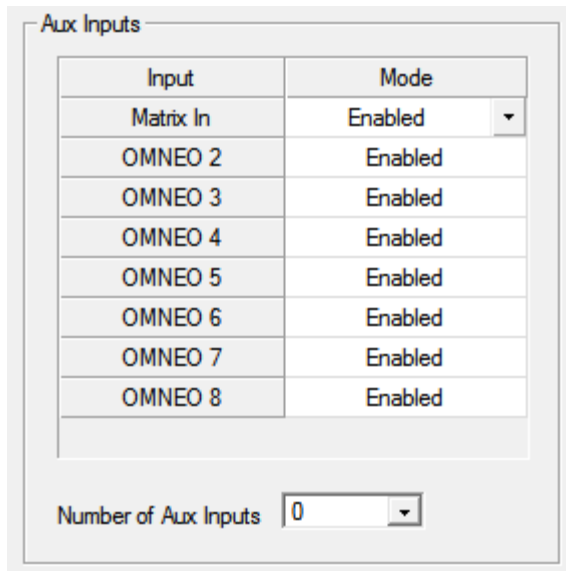 Aux Inputs
Input Mode
Matrix In Enabled
OMNEO 2 Enabled
OMNEO 3 Enabled
OMNEO 4 Enabled
OMNEO 5 Enabled
OMNEO 6 Enabled
OMNEO 7 Enabled
OMNEO 8 Enabled
Number of Aux Inputs 0